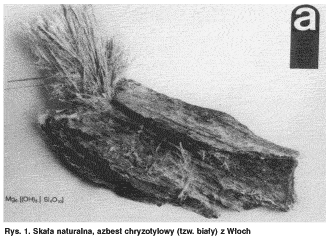 a
Mg₆ [(OH)₈ | Si₄O₁₀]
Rys. 1. Skała naturalna, azbest chryzotylowy (tzw. biały) z Włoch